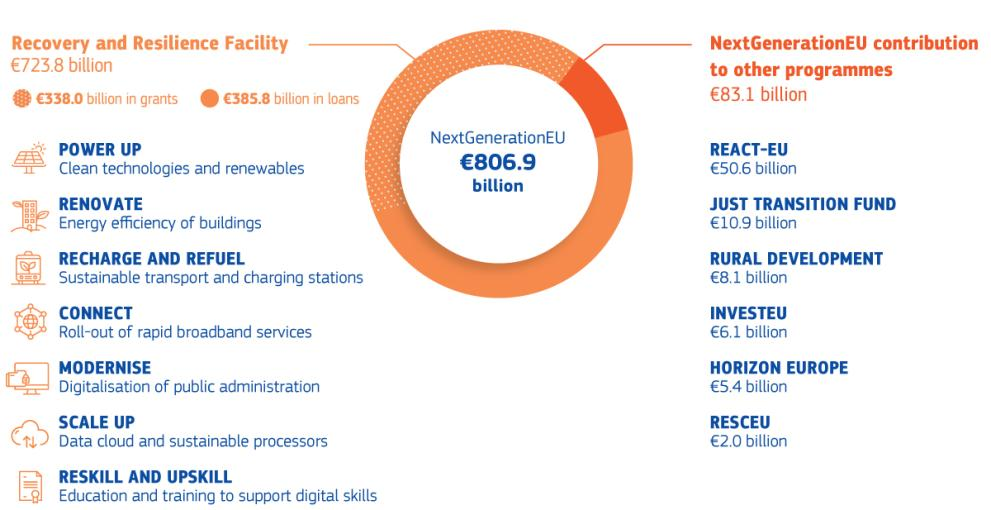 Recovery and Resilience Facility
€723.8 billion
€338.0 billion in grants
€385.8 billion in loans
POWER UP
Clean technologies and renewables
RENOVATE
Energy efficiency of buildings
RECHARGE AND REFUEL
Sustainable transport and charging stations
CONNECT
Roll-out of rapid broadband services
MODERNISE
Digitalisation of public administration
SCALE UP
Data cloud and sustainable processors
RESKILL AND UPSKILL
Education and training to support digital skills
NextGenerationEU
€806.9
billion
NextGenerationEU contribution
to other programmes
€83.1 billion
REACT-EU
€50.6 billion
JUST TRANSITION FUND
€10.9 billion
RURAL DEVELOPMENT
€8.1 billion
INVESTEU
€6.1 billion
HORIZON EUROPE
€5.4 billion
RESCEU
€2.0 billion